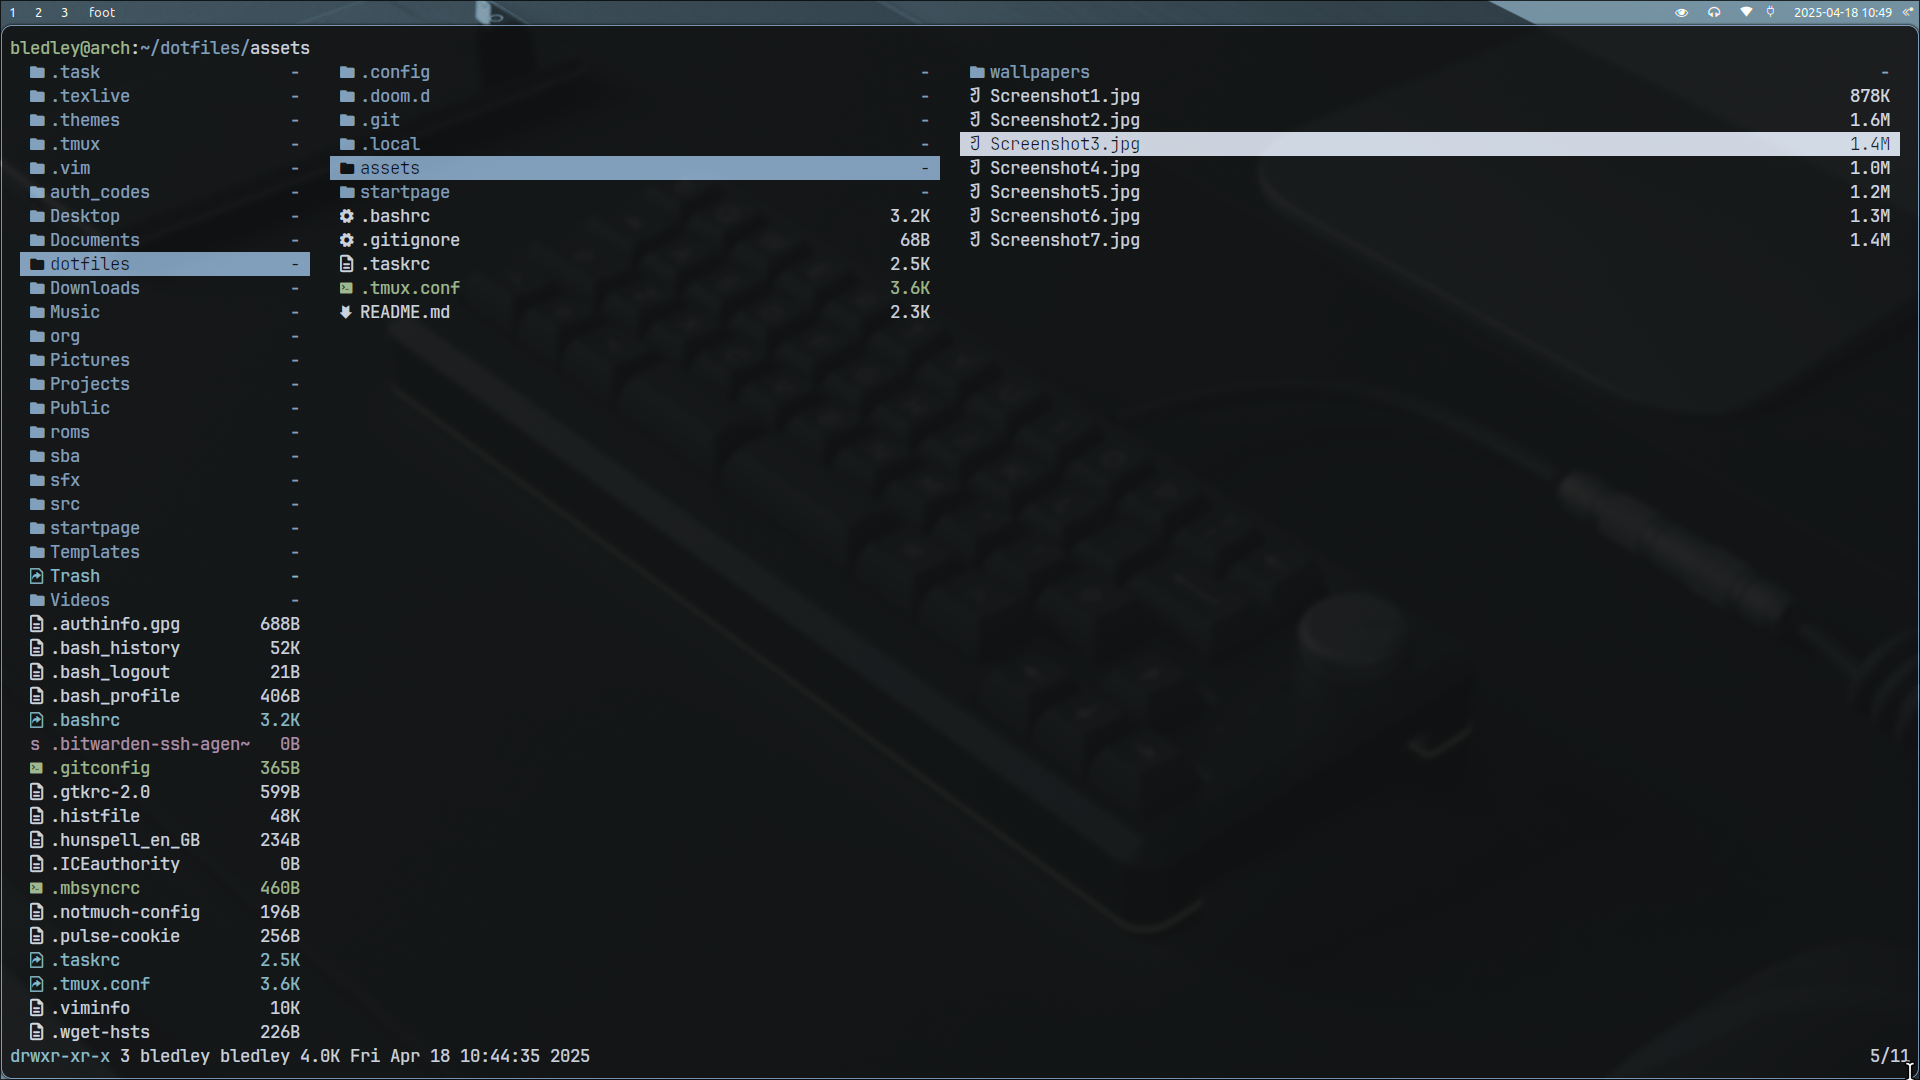 1 2 3 foot 2025-04-18 10:49
bledley@arch:~/dotfiles/assets
.task -
.texlive -
.themes -
.tmux -
.vim -
auth_codes -
Desktop -
Documents -
dotfiles -
Downloads -
Music -
org -
Pictures -
Projects -
Public -
roms -
sba -
sfx -
src -
startpage -
Templates -
Trash -
Videos -
.authinfo.gpg 688B
.bash_history 52K
.bash_logout 21B
.bash_profile 406B
.bashrc 3.2K
s .bitwarden-ssh-agen~ 0B
.gitconfig 365B
.gtkrc-2.0 599B
.histfile 48K
.hunspell_en_GB 234B
.ICEauthority 0B
.mbsyncrc 460B
.notmuch-config 196B
.pulse-cookie 256B
.taskrc 2.5K
.tmux.conf 3.6K
.viminfo 10K
.wget-hsts 226B
.config -
.doom.d -
.git -
.local -
assets -
startpage -
.bashrc 3.2K
.gitignore 68B
.taskrc 2.5K
.tmux.conf 3.6K
README.md 2.3K
wallpapers -
Screenshot1.jpg 878K
Screenshot2.jpg 1.6M
Screenshot3.jpg 1.4M
Screenshot4.jpg 1.0M
Screenshot5.jpg 1.2M
Screenshot6.jpg 1.3M
Screenshot7.jpg 1.4M
drwxr-xr-x 3 bledley bledley 4.0K Fri Apr 18 10:44:35 2025 5/11